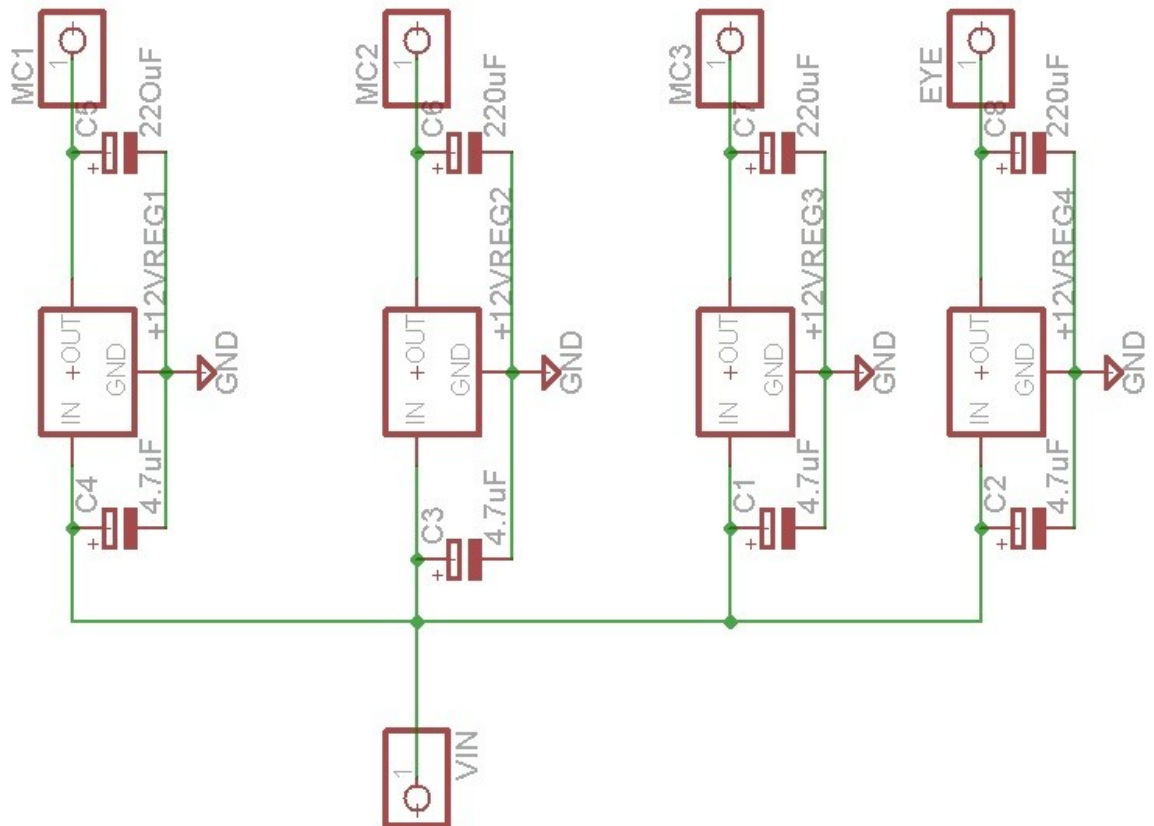 MC1
1
C5
+
22OuF
+12VREG1
IN
+OUT
GND
GND
C4
+
4.7uF
MC2
1
C6
+
220uF
+12VREG2
IN
+OUT
GND
GND
C3
+
4.7uF
MC3
1
C7
+
220uF
+12VREG3
IN
+OUT
GND
GND
C1
+
4.7uF
EYE
1
C8
+
220uF
+12VREG4
IN
+OUT
GND
GND
C2
+
4.7uF
1
VIN